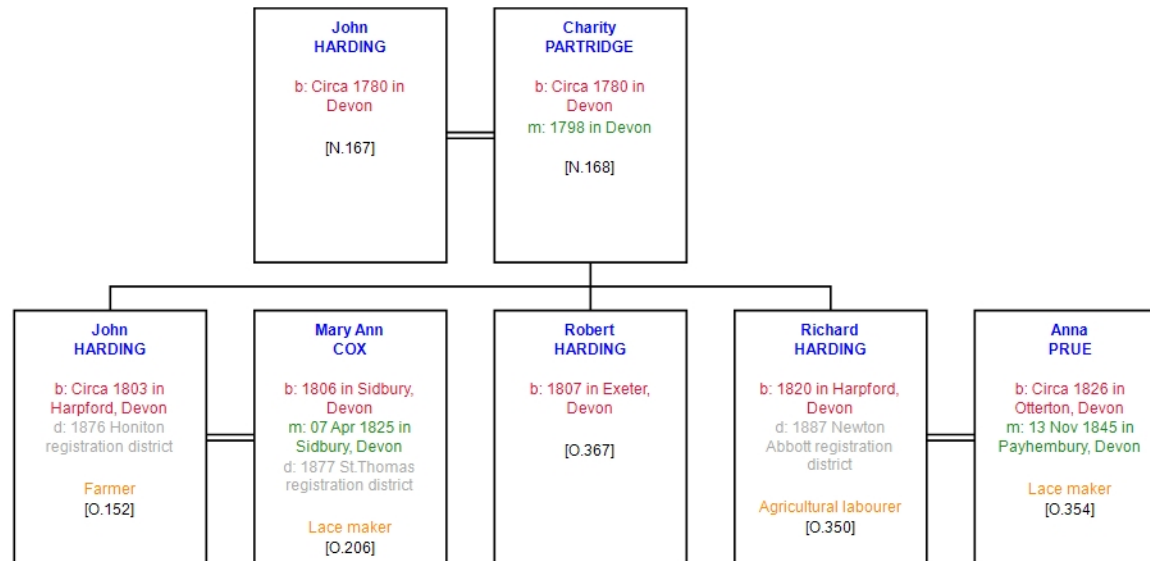 John
HARDING
b: Circa 1780 in
Devon
[N.167]
Charity
PARTRIDGE
b: Circa 1780 in
Devon
m: 1798 in Devon
[N.168]
John
HARDING
b: Circa 1803 in
Harpford, Devon
d: 1876 Honiton
registration district
Farmer
[O.152]
Mary Ann
COX
b: 1806 in Sidbury,
Devon
m: 07 Apr 1825 in
Sidbury, Devon
d: 1877 St.Thomas
registration district
Lace maker
[O.206]
Robert
HARDING
b: 1807 in Exeter,
Devon
[O.367]
Richard
HARDING
b: 1820 in Harpford,
Devon
d: 1887 Newton
Abbott registration
district
Agricultural labourer
[O.350]
Anna
PRUE
b: Circa 1826 in
Otterton, Devon
m: 13 Nov 1845 in
Payhembury, Devon
Lace maker
[O.354]